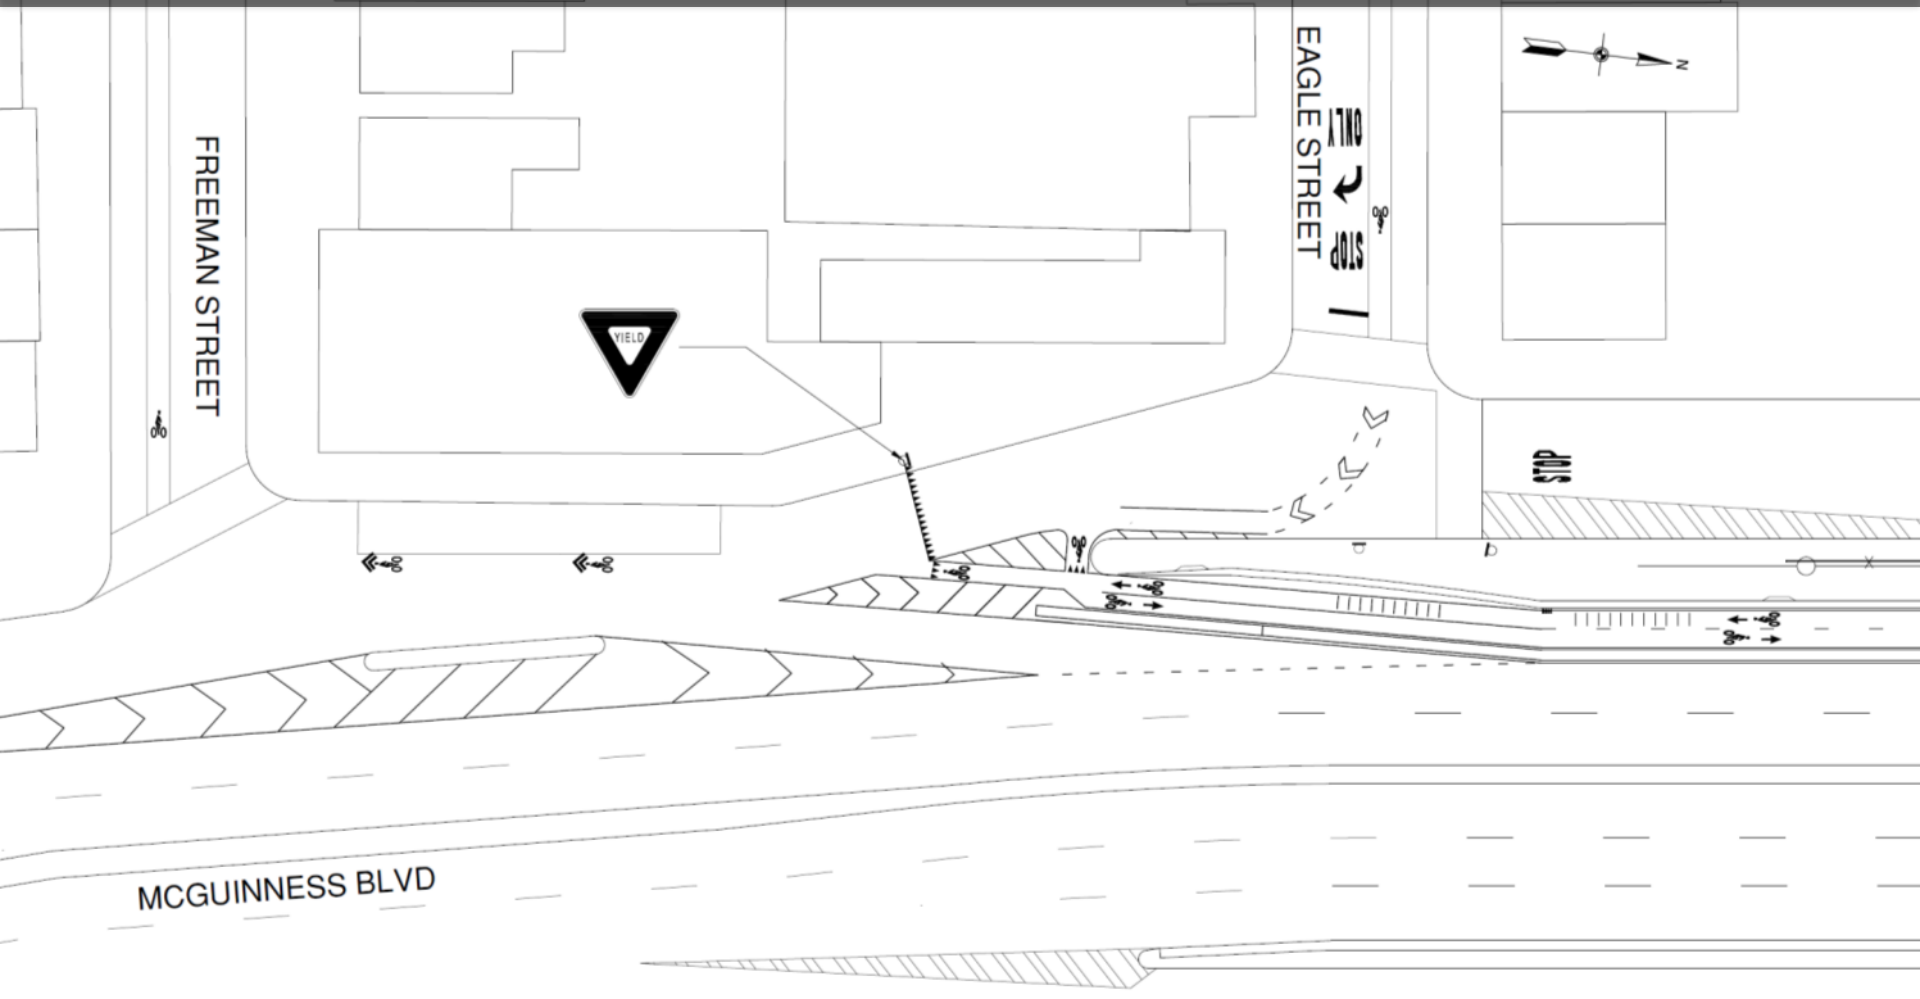 EAGLE STREET
ONLY
STOP
N
FREEMAN STREET
YIELD
STOP
MCGUINNESS BLVD